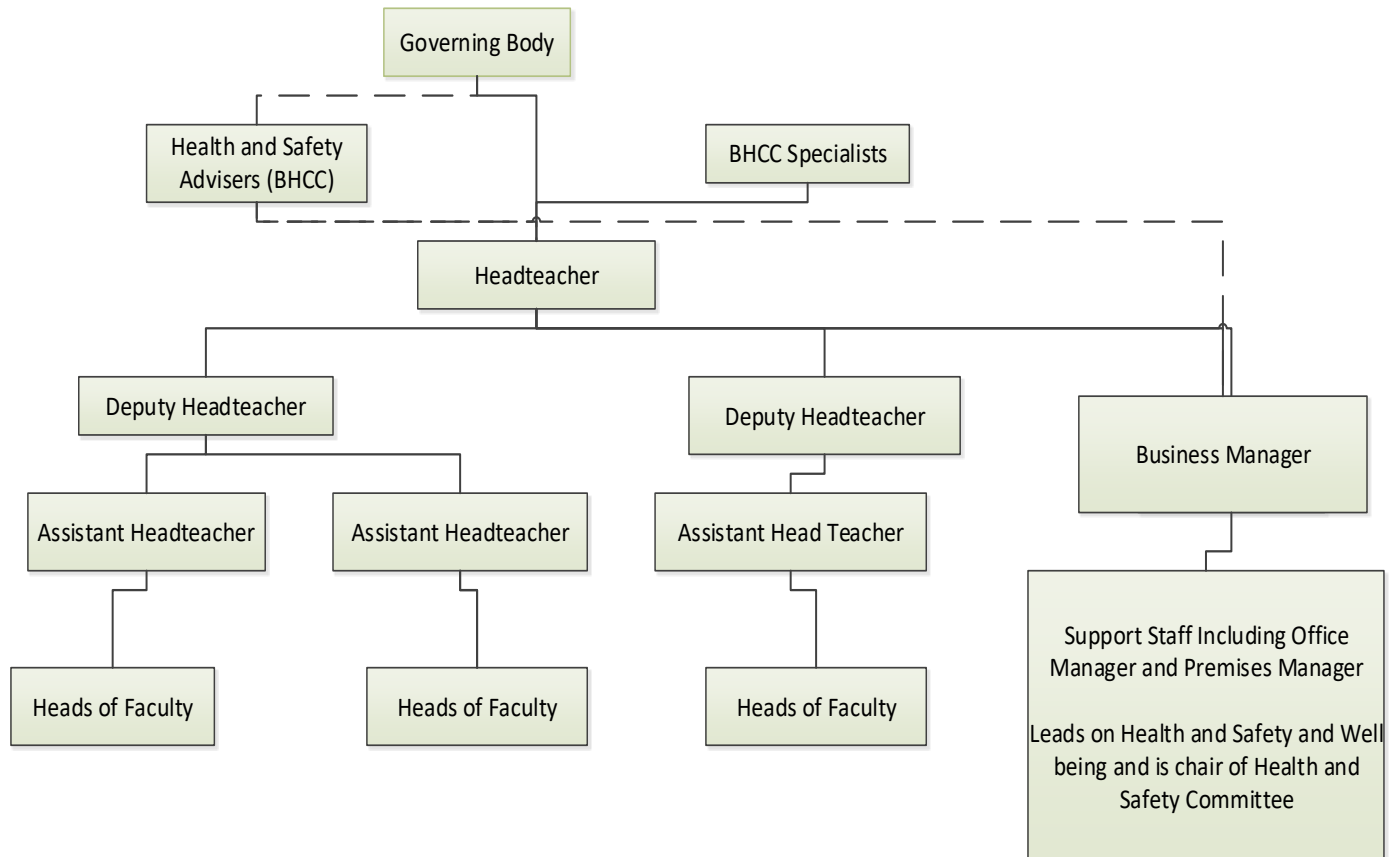 Governing Body
Health and Safety
Advisers (BHCC)
BHCC Specialists
Headteacher
Deputy Headteacher
Deputy Headteacher
Business Manager
Assistant Headteacher
Assistant Headteacher
Assistant Head Teacher
Support Staff Including Office
Manager and Premises Manager
Leads on Health and Safety and Well
being and is chair of Health and
Safety Committee
Heads of Faculty
Heads of Faculty
Heads of Faculty